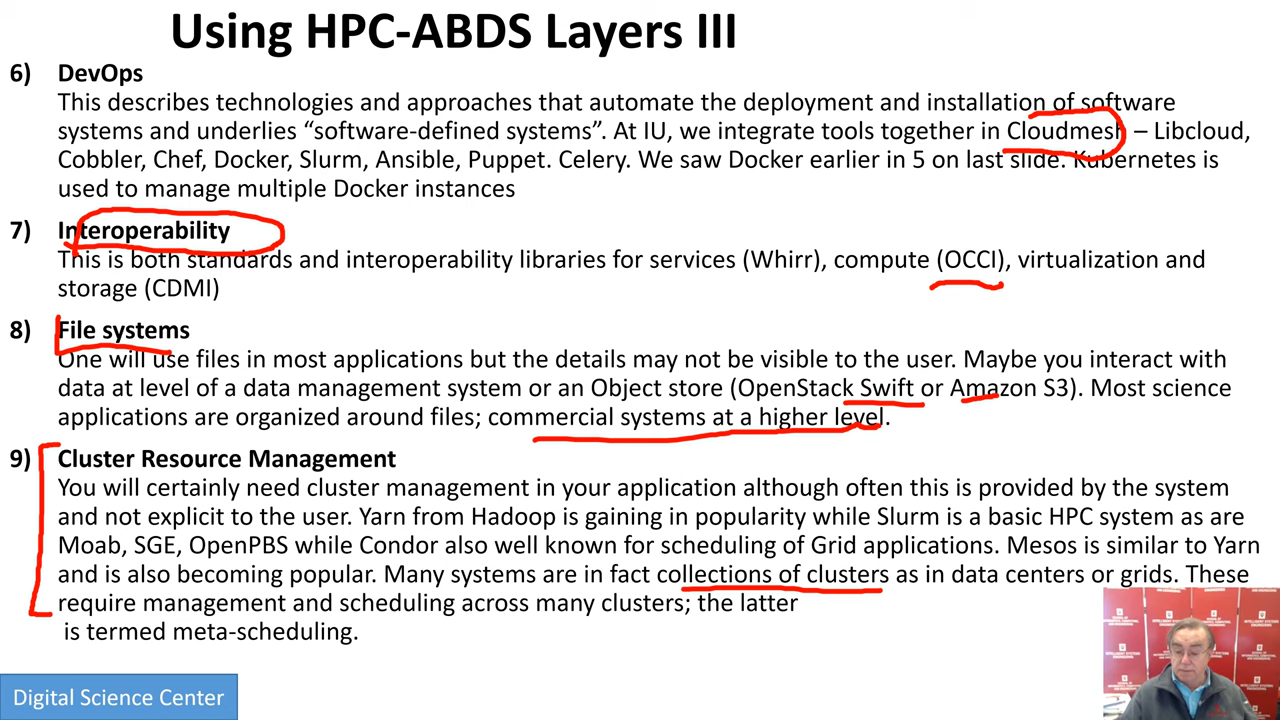 Using HPC-ABDS Layers III
6) DevOps
This describes technologies and approaches that automate the deployment and installation of software
systems and underlies “software-defined systems”. At IU, we integrate tools together in Cloudmesh – Libcloud,
Cobbler, Chef, Docker, Slurm, Ansible, Puppet. Celery. We saw Docker earlier in 5 on last slide. Kubernetes is
used to manage multiple Docker instances
7) Interoperability
This is both standards and interoperability libraries for services (Whirr), compute (OCCI), virtualization and
storage (CDMI)
8) File systems
One will use files in most applications but the details may not be visible to the user. Maybe you interact with
data at level of a data management system or an Object store (OpenStack Swift or Amazon S3). Most science
applications are organized around files; commercial systems at a higher level.
9) Cluster Resource Management
You will certainly need cluster management in your application although often this is provided by the system
and not explicit to the user. Yarn from Hadoop is gaining in popularity while Slurm is a basic HPC system as are
Moab, SGE, OpenPBS while Condor also well known for scheduling of Grid applications. Mesos is similar to Yarn
and is also becoming popular. Many systems are in fact collections of clusters as in data centers or grids. These
require management and scheduling across many clusters; the latter
is termed meta-scheduling.
Digital Science Center